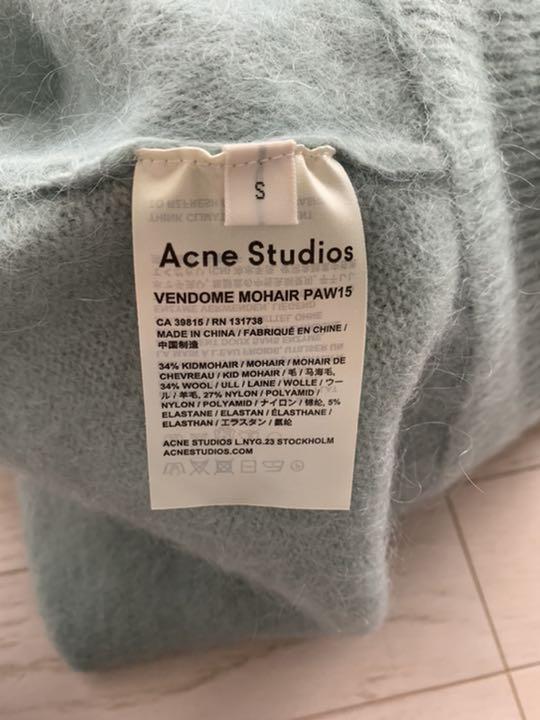 S
Acne Studios
VENDOME MOHAIR PAW15
CA 39815 / RN 131738
MADE IN CHINA / FABRIQUÉ EN CHINE /
中国制造
34% KIDMOHAIR / MOHAIR / MOHAIR DE
CHEVREAU / KID MOHAIR / 毛 / 马海毛,
34% WOOL / ULL / LAINE / WOLLE / ウー
ル / 羊毛, 27% NYLON / POLYAMID /
NYLON / POLYAMID / ナイロン / 锦纶, 5%
ELASTANE / ELASTAN / ÉLASTHANE /
ELASTHAN / エラスタン / 氨纶
ACNE STUDIOS L.NYG.23 STOCKHOLM
ACNESTUDIOS.COM